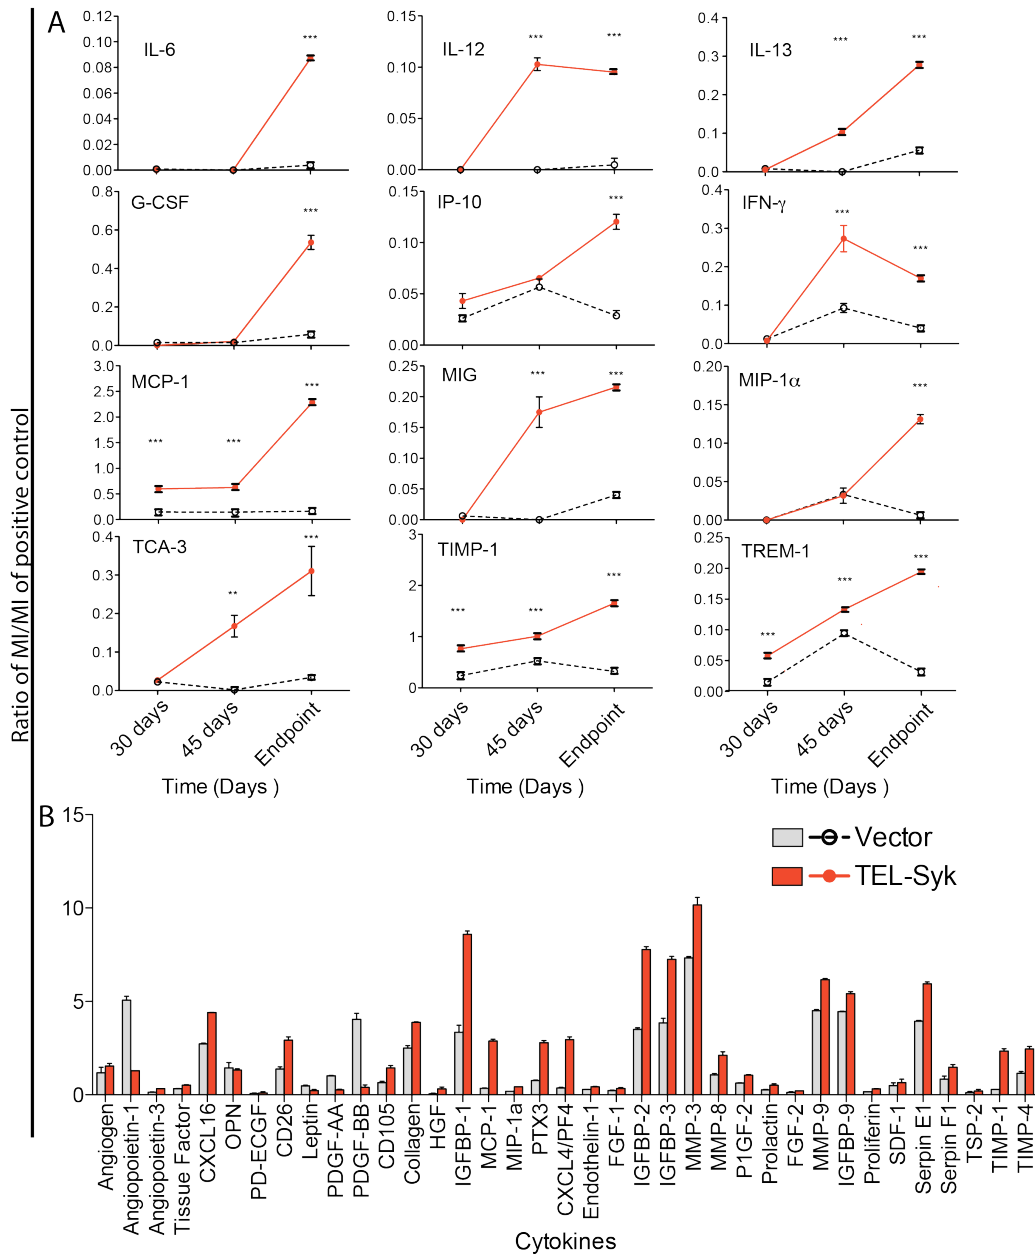 A
Ratio of MI/MI of positive control
IL-6
0.12
0.10
0.08
0.06
0.04
0.02
0.00
***
IL-12
0.15
0.10
0.05
0.00
***
***
IL-13
0.4
0.3
0.2
0.1
0.0
***
***
G-CSF
0.8
0.6
0.4
0.2
0.0
***
IP-10
0.15
0.10
0.05
0.00
***
IFN-γ
0.4
0.3
0.2
0.1
0.0
***
***
MCP-1
3.0
2.5
2.0
1.5
1.0
0.5
0.0
***
***
***
MIG
0.25
0.20
0.15
0.10
0.05
0.00
***
***
MIP-1α
0.20
0.15
0.10
0.05
0.00
***
TCA-3
0.4
0.3
0.2
0.1
0.0
**
***
TIMP-1
3
2
1
0
***
***
***
TREM-1
0.25
0.20
0.15
0.10
0.05
0.00
***
***
***
30 days
45 days
Endpoint
30 days
45 days
Endpoint
30 days
45 days
Endpoint
Time (Days )
Time (Days )
Time (Days )
B
15
10
5
0
Vector
TEL-Syk
Angiogen
Angiopoietin-1
Angiopoietin-3
Tissue Factor
CXCL16
OPN
PD-ECGF
CD26
Leptin
PDGF-AA
PDGF-BB
CD105
Collagen
HGF
IGFBP-1
MCP-1
MIP-1a
PTX3
CXCL4/PF4
Endothelin-1
FGF-1
IGFBP-2
IGFBP-3
MMP-3
MMP-8
P1GF-2
Prolactin
FGF-2
MMP-9
IGFBP-9
Proliferin
SDF-1
Serpin E1
Serpin F1
TSP-2
TIMP-1
TIMP-4
Cytokines